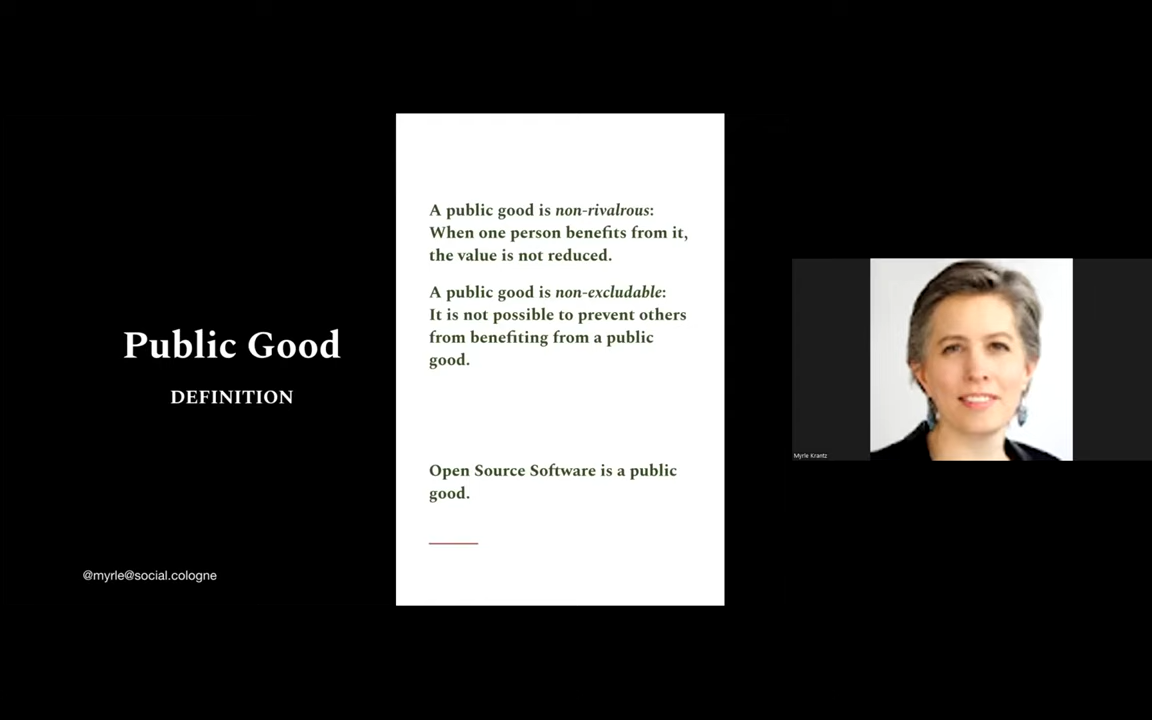 Public Good
DEFINITION
@myrle@social.cologne
A public good is non-rivalrous:
When one person benefits from it,
the value is not reduced.
A public good is non-excludable:
It is not possible to prevent others
from benefiting from a public
good.
Open Source Software is a public
good.
Myrle Krantz